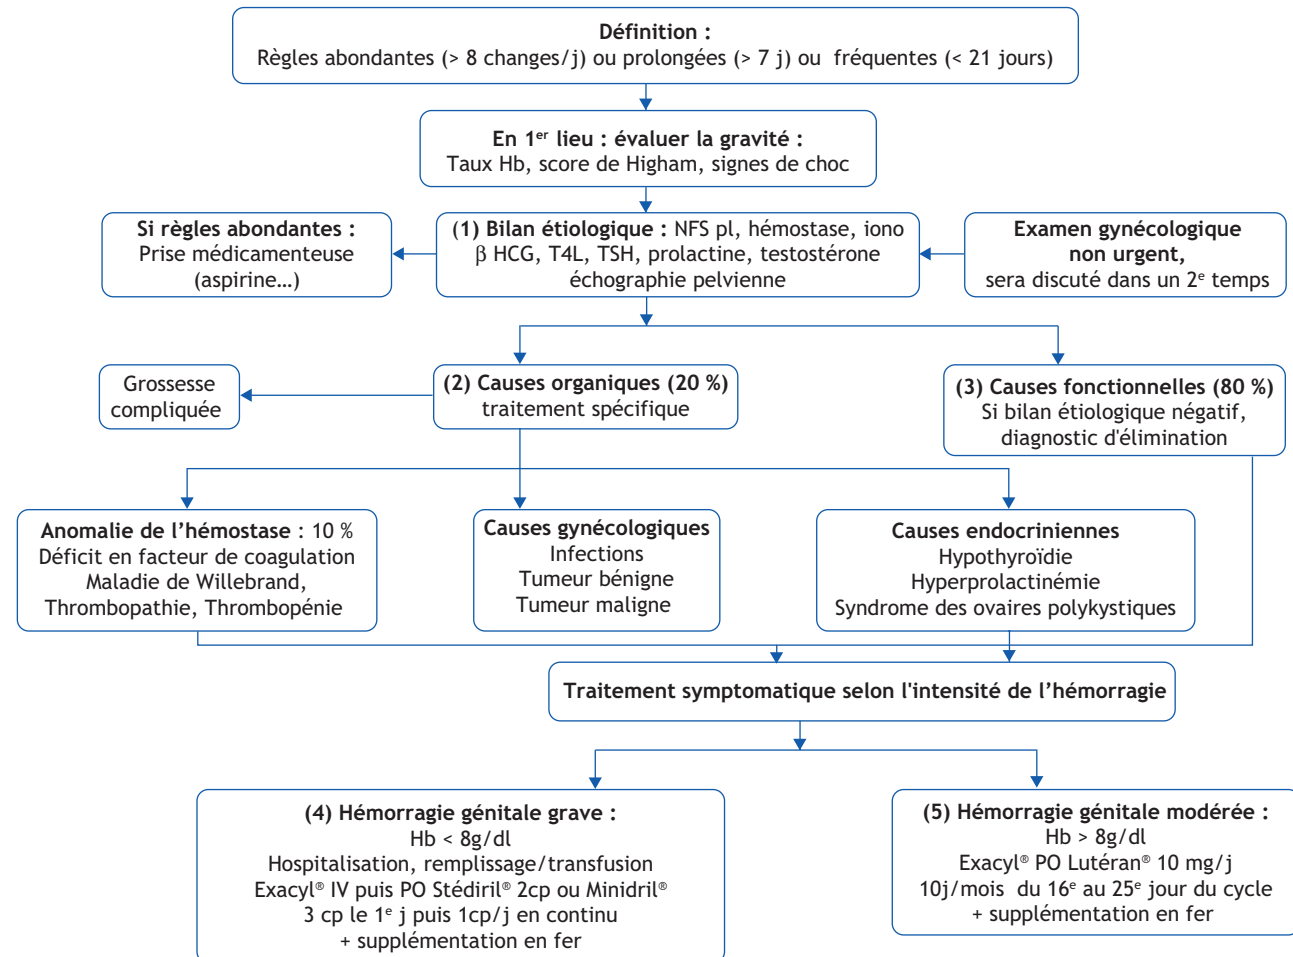 Définition :
Règles abondantes (> 8 changes/j) ou prolongées (> 7 j) ou fréquentes (< 21 jours)
En 1er lieu : évaluer la gravité :
Taux Hb, score de Higham, signes de choc
Si règles abondantes :
Prise médicamenteuse
(aspirine…)
(1) Bilan étiologique : NFS pl, hémostase, iono
β HCG, T4L, TSH, prolactine, testostérone
échographie pelvienne
Examen gynécologique
non urgent,
sera discuté dans un 2e temps
Grossesse
compliquée
(2) Causes organiques (20 %)
traitement spécifique
(3) Causes fonctionnelles (80 %)
Si bilan étiologique négatif,
diagnostic d'élimination
Anomalie de l’hémostase : 10 %
Déficit en facteur de coagulation
Maladie de Willebrand,
Thrombopathie, Thrombopénie
Causes gynécologiques
Infections
Tumeur bénigne
Tumeur maligne
Causes endocriniennes
Hypothyroïdie
Hyperprolactinémie
Syndrome des ovaires polykystiques
Traitement symptomatique selon l'intensité de l’hémorragie
(4) Hémorragie génitale grave :
Hb < 8g/dl
Hospitalisation, remplissage/transfusion
Exacyl® IV puis PO Stédiril® 2cp ou Minidril®
3 cp le 1e j puis 1cp/j en continu
+ supplémentation en fer
(5) Hémorragie génitale modérée :
Hb > 8g/dl
Exacyl® PO Lutéran® 10 mg/j
10j/mois du 16e au 25e jour du cycle
+ supplémentation en fer